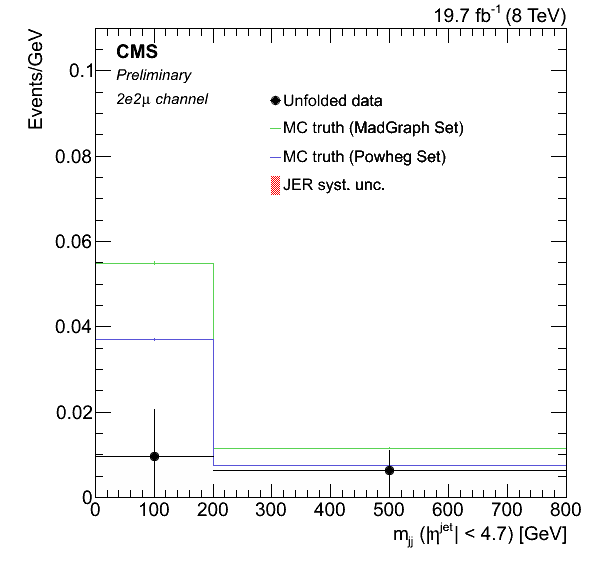 19.7 fb⁻¹ (8 TeV)
Events/GeV
CMS
Preliminary
2e2μ channel
Unfolded data
MC truth (MadGraph Set)
MC truth (Powheg Set)
JER syst. unc.
0.1
0.08
0.06
0.04
0.02
0
0 100 200 300 400 500 600 700 800
m_jj (|η^jet| < 4.7) [GeV]